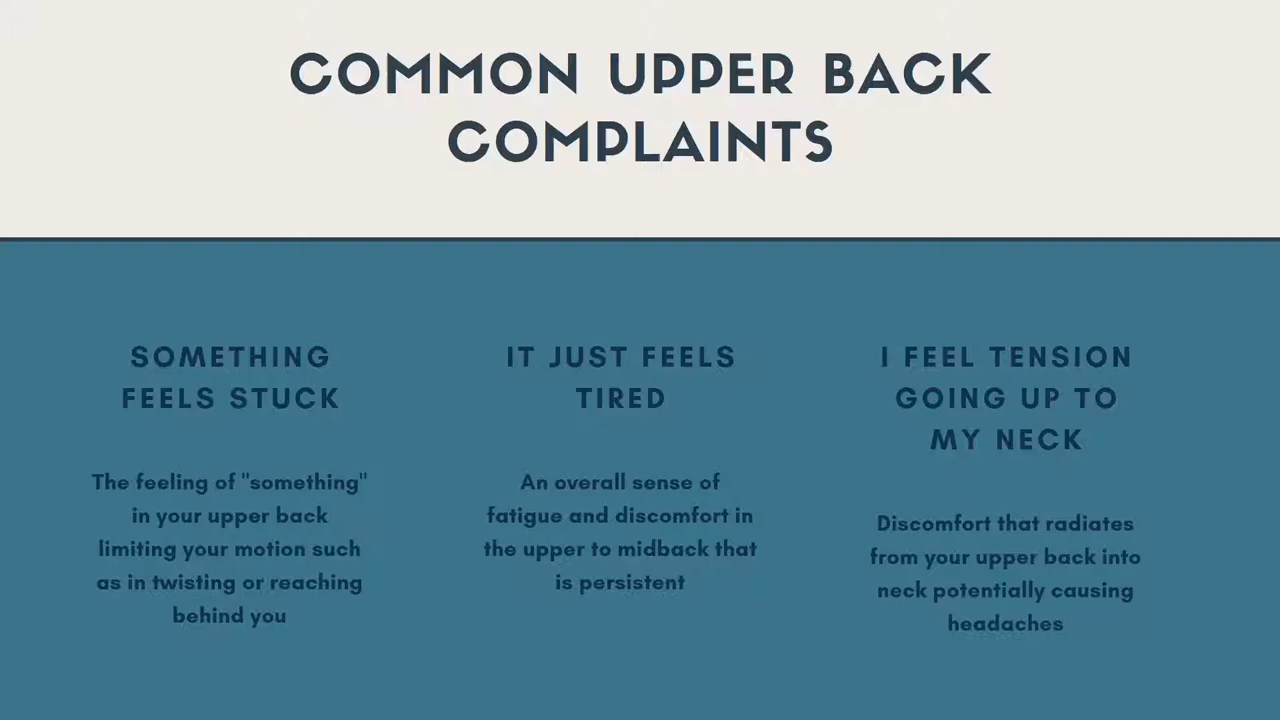 COMMON UPPER BACK
COMPLAINTS
SOMETHING
FEELS STUCK
The feeling of "something"
in your upper back
limiting your motion such
as in twisting or reaching
behind you
IT JUST FEELS
TIRED
An overall sense of
fatigue and discomfort in
the upper to midback that
is persistent
I FEEL TENSION
GOING UP TO
MY NECK
Discomfort that radiates
from your upper back into
neck potentially causing
headaches